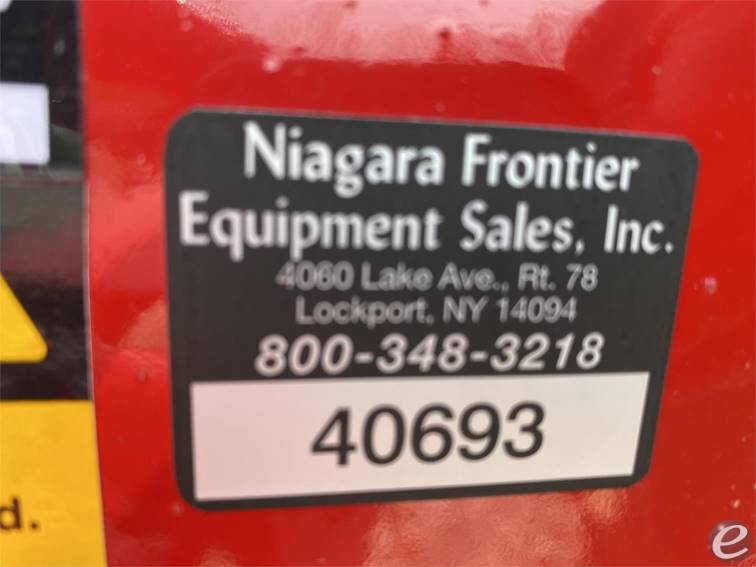 Niagara Frontier
Equipment Sales, Inc.
4060 Lake Ave., Rt. 78
Lockport, NY 14094
800-348-3218
40693
d.
e